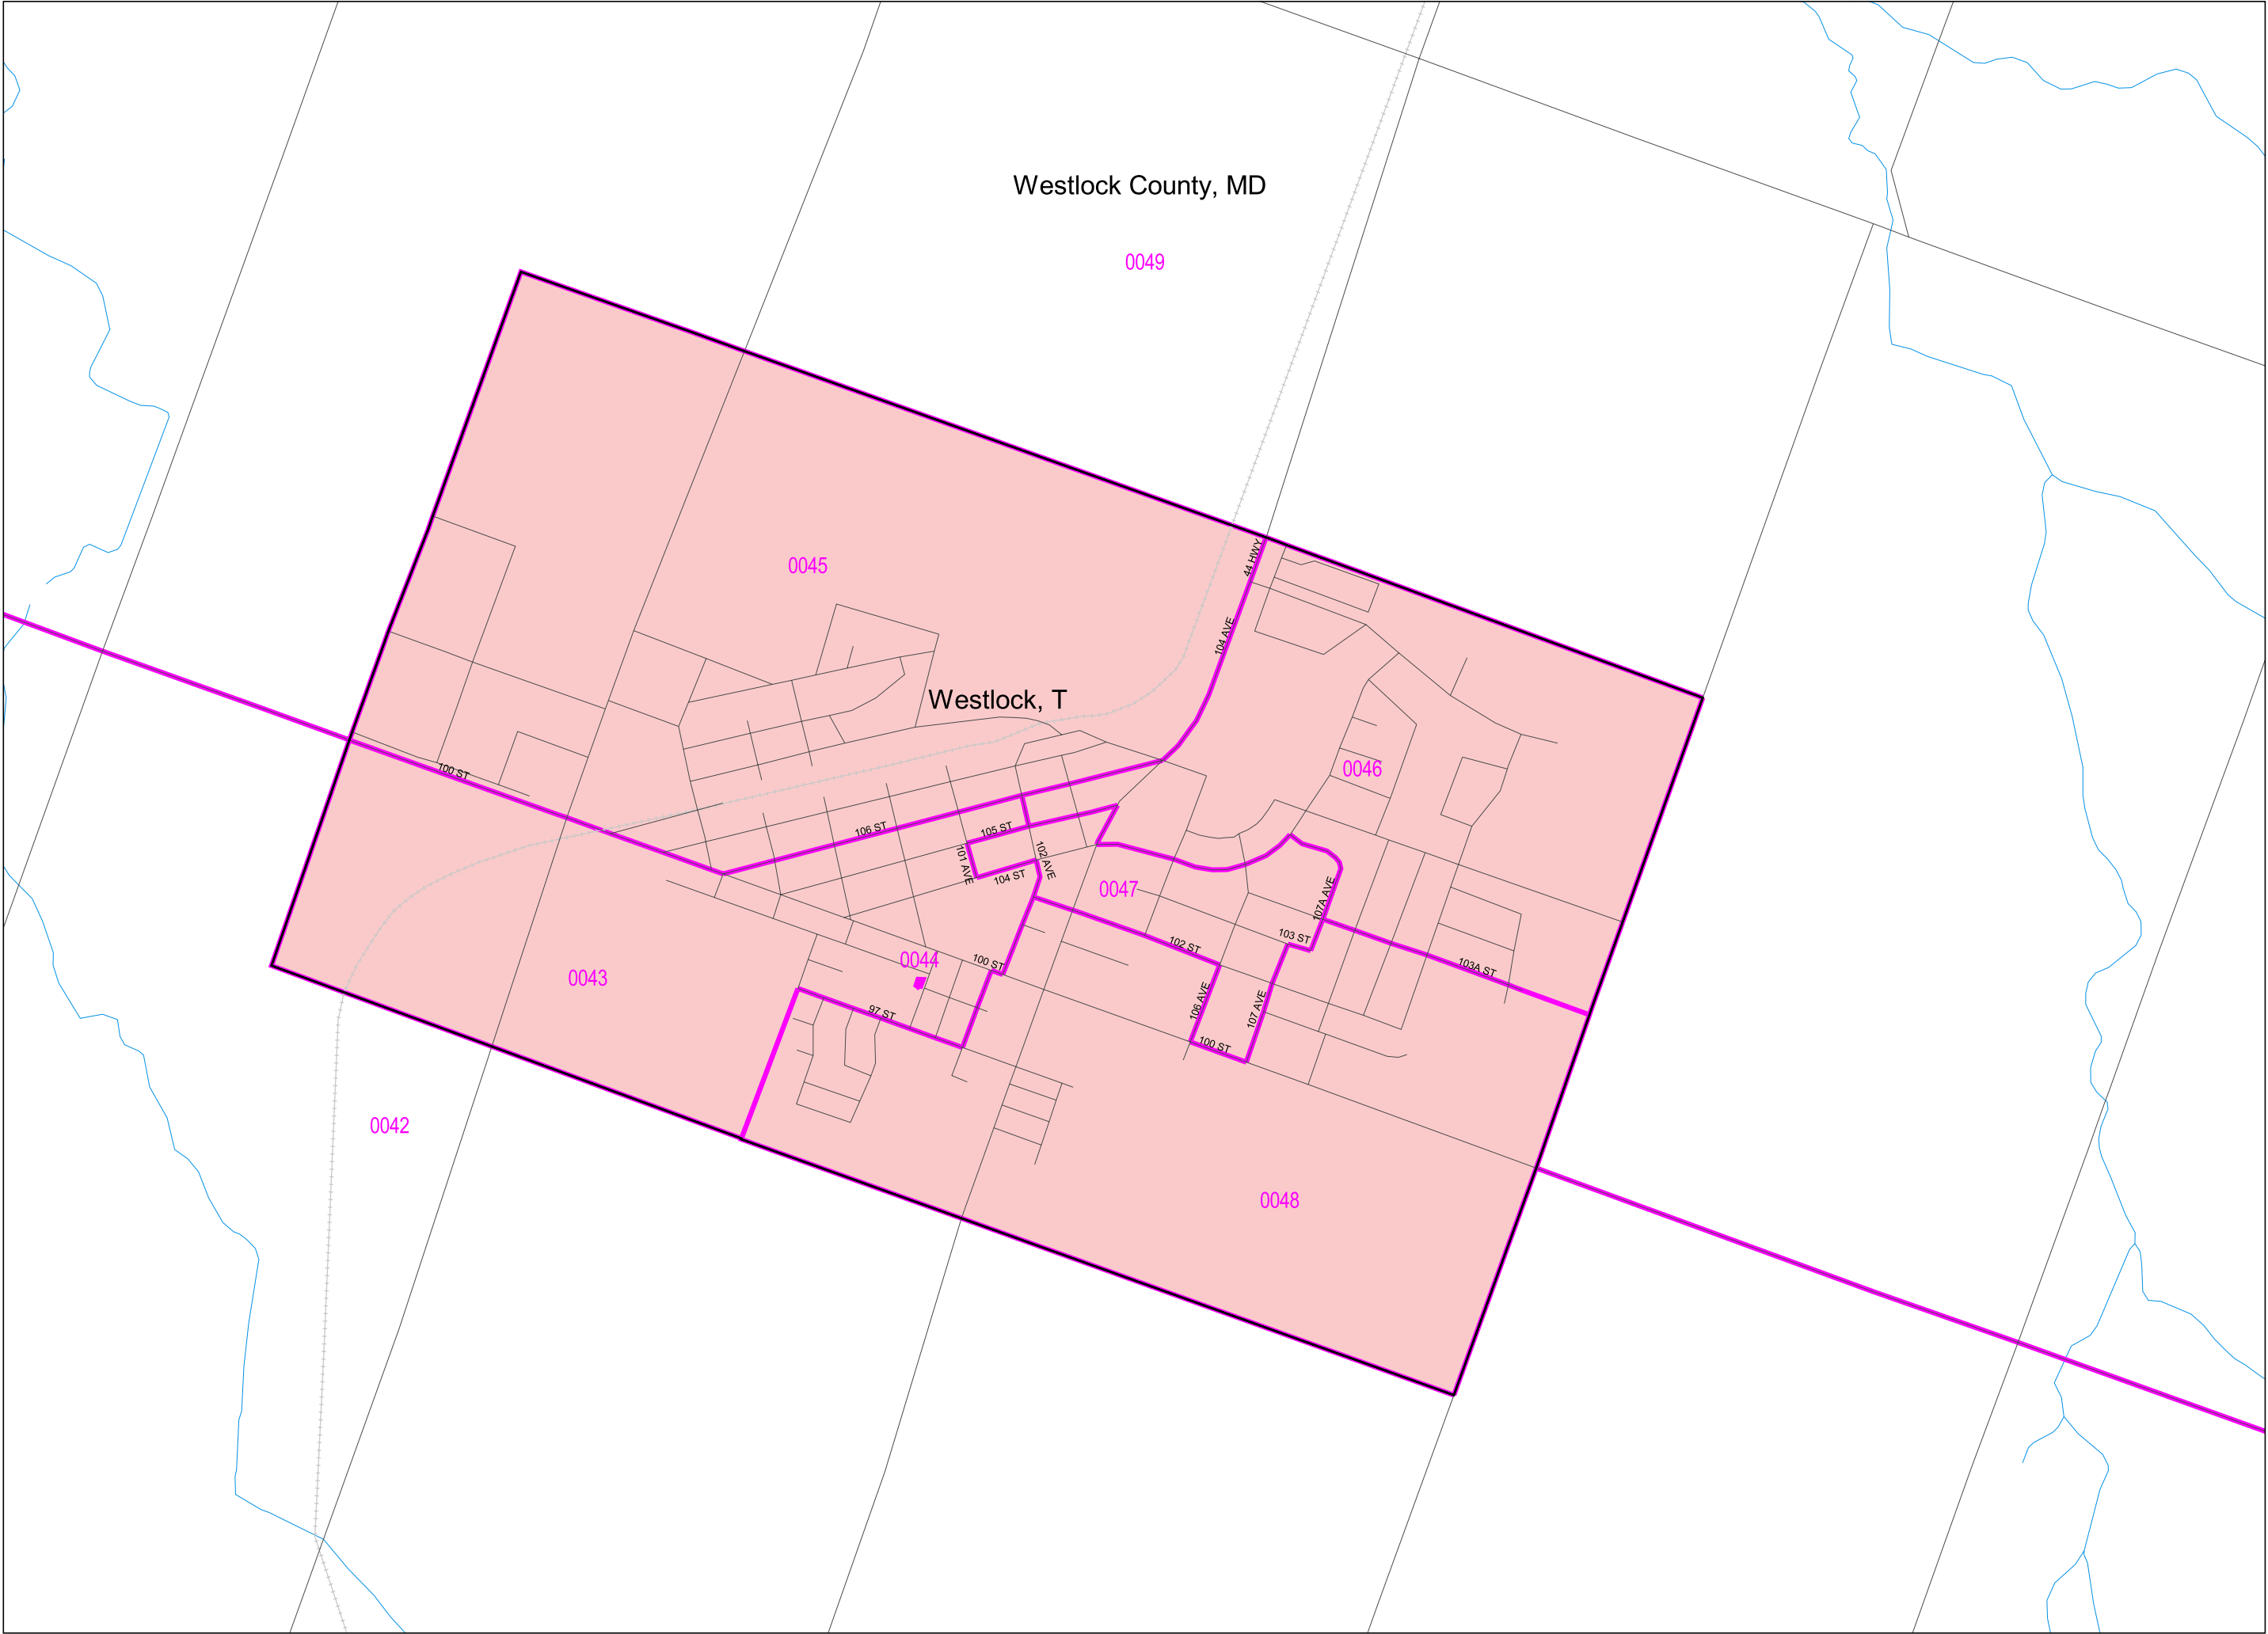 Westlock County, MD
0049
44 HWY
0045
104 AVE
Westlock, T
0046
100 ST
106 ST
105 ST
101 AVE
102 AVE
104 ST
0047
107A AVE
103 ST
102 ST
0044
100 ST
103A ST
0043
106 AVE
107 AVE
97 ST
100 ST
0042
0048